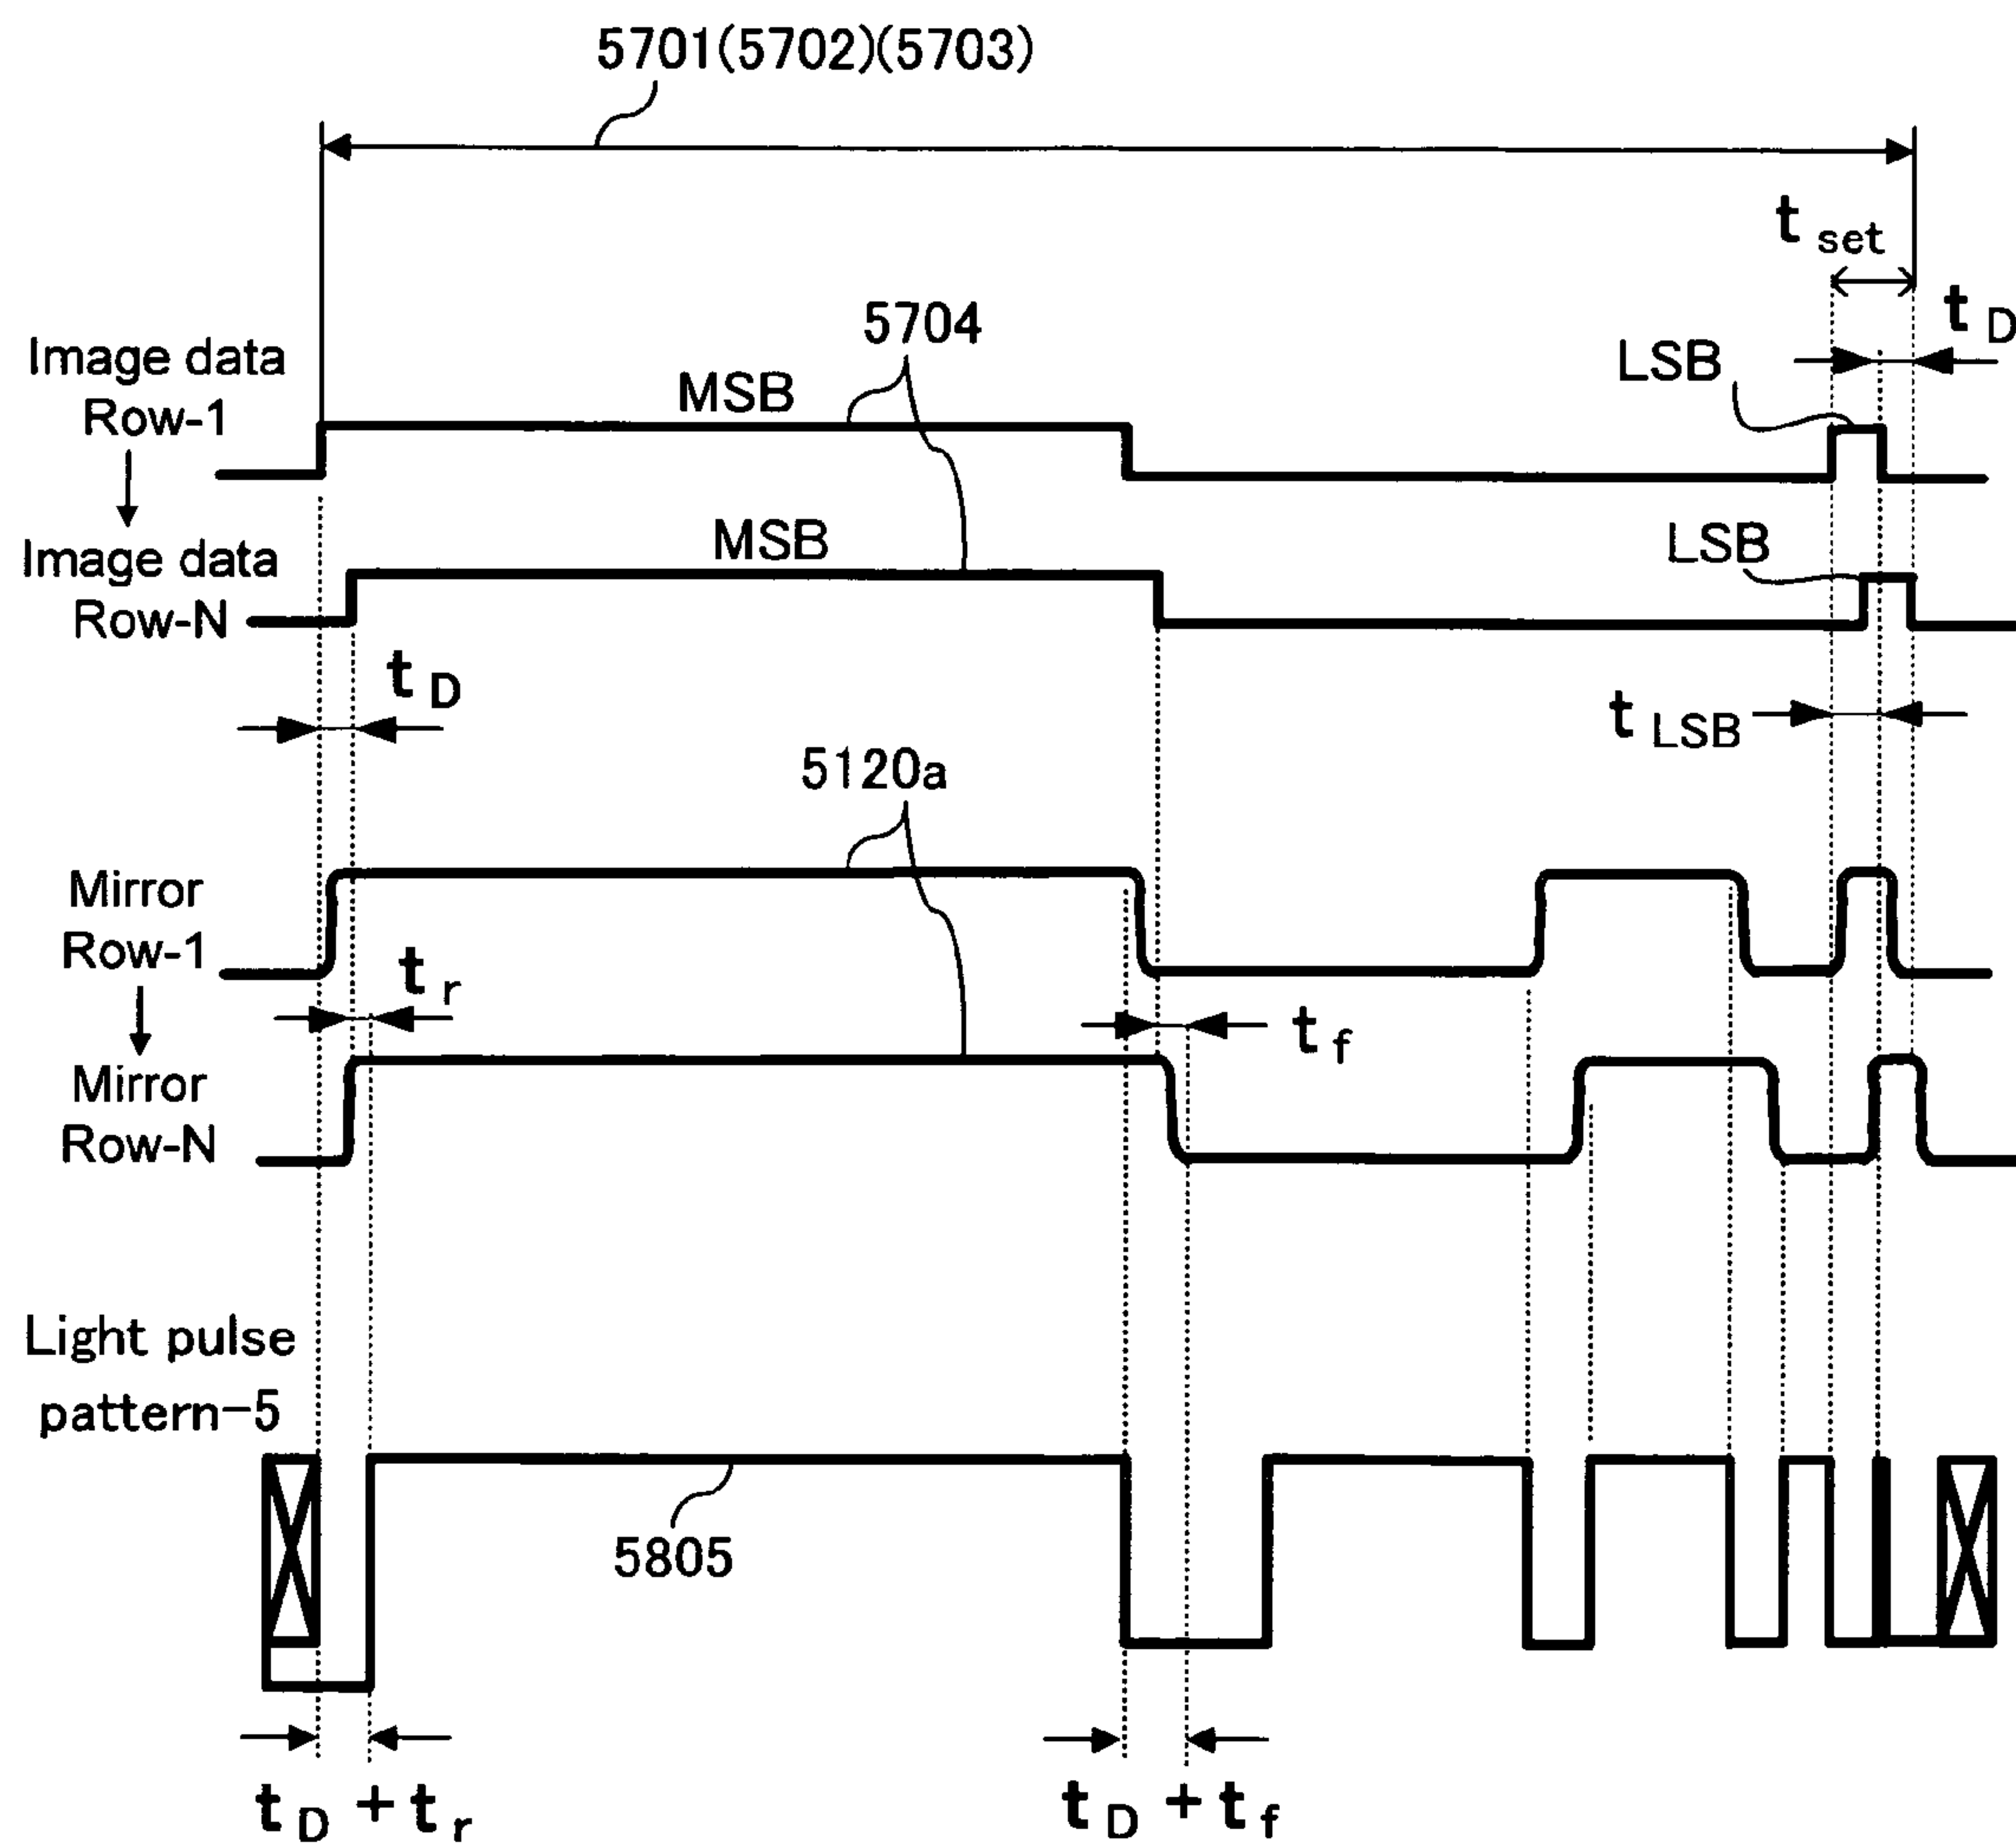 5701(5702)(5703)
t set
t D
5704
LSB
Image data
Row-1
MSB
Image data
Row-N
MSB
LSB
t D
t LSB
5120a
Mirror
Row-1
t r
t f
Mirror
Row-N
Light pulse
pattern-5
5805
t D + t r
t D + t f